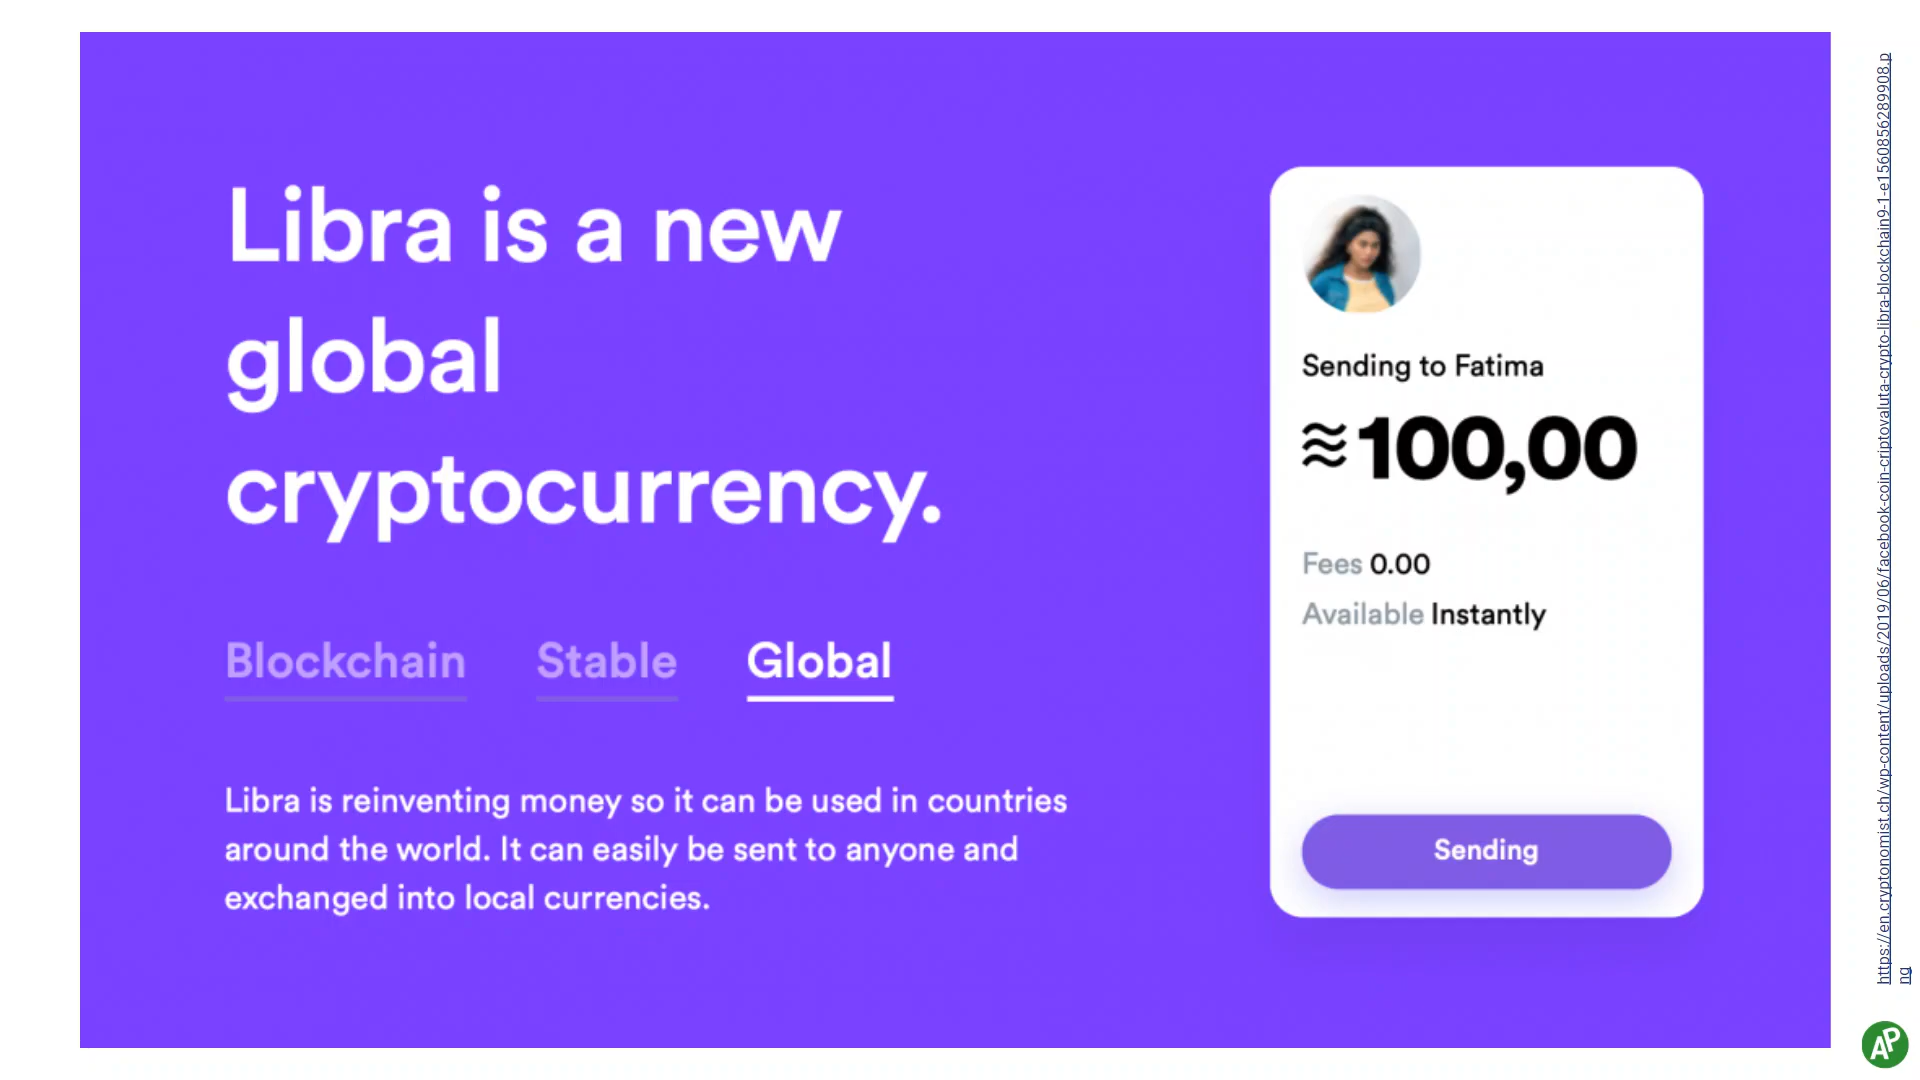 Libra is a new
global
cryptocurrency.
Blockchain Stable Global
Libra is reinventing money so it can be used in countries
around the world. It can easily be sent to anyone and
exchanged into local currencies.
Sending to Fatima
≋100,00
Fees 0.00
Available Instantly
Sending
https://en.cryptonomist.ch/wp-content/uploads/2019/06/facebook-coin-criptovaluta-crypto-libra-blockchain9-1-e1560856289908.p
ng
AP